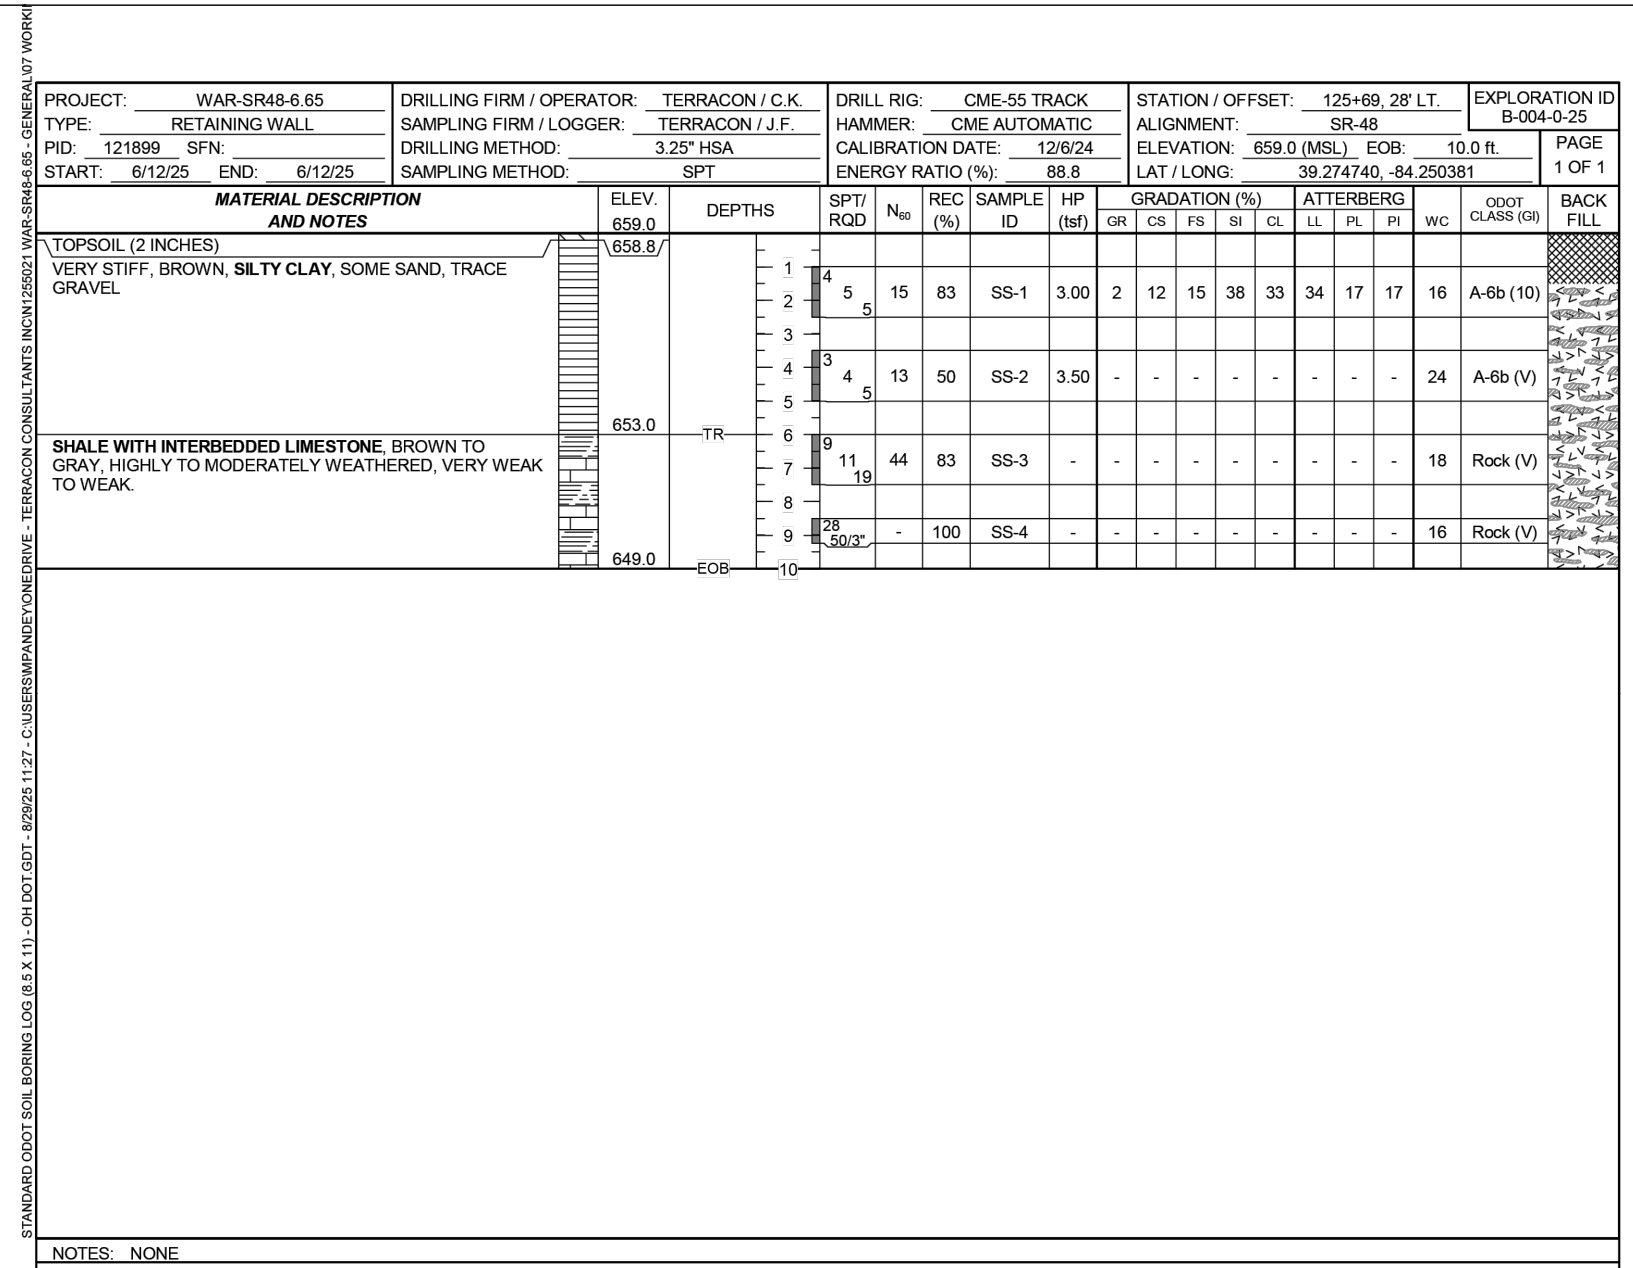 STANDARD ODOT SOIL BORING LOG (8.5 X 11) - OH DOT.GDT - 8/29/25 11:27 - C:\USERS\MPANDEY\ONEDRIVE - TERRACON CONSULTANTS INC\N1255021 WAR-SR48-6.65 - GENERAL\07
PROJECT: WAR-SR48-6.65 DRILLING FIRM / OPERATOR: TERRACON / C.K. DRILL RIG: CME-55 TRACK STATION / OFFSET: 125+69, 28' LT. EXPLORATION ID
B-004-0-25
TYPE: RETAINING WALL SAMPLING FIRM / LOGGER: TERRACON / J.F. HAMMER: CME AUTOMATIC ALIGNMENT: SR-48
PID: 121899 SFN: DRILLING METHOD: 3.25" HSA CALIBRATION DATE: 12/6/24 ELEVATION: 659.0 (MSL) EOB: 10.0 ft. PAGE
START: 6/12/25 END: 6/12/25 SAMPLING METHOD: SPT ENERGY RATIO (%): 88.8 LAT / LONG: 39.274740, -84.250381 1 OF 1
MATERIAL DESCRIPTION ELEV. DEPTHS SPT/ N60 REC SAMPLE HP GRADATION (%) ATTERBERG ODOT BACK
AND NOTES 659.0 RQD (%) ID (tsf) GR CS FS SI CL LL PL PI WC CLASS (GI) FILL
TOPSOIL (2 INCHES) 658.8
VERY STIFF, BROWN, SILTY CLAY, SOME SAND, TRACE
GRAVEL
1
2
4
5
5
15 83 SS-1 3.00 2 12 15 38 33 34 17 17 16 A-6b (10)
3
4
5
3
4
5
13 50 SS-2 3.50 - - - - - - - - 24 A-6b (V)
653.0 TR 6
SHALE WITH INTERBEDDED LIMESTONE, BROWN TO
GRAY, HIGHLY TO MODERATELY WEATHERED, VERY WEAK
TO WEAK.
7
9
11
19
44 83 SS-3 - - - - - - - - - 18 Rock (V)
8
9
28
50/3"
- 100 SS-4 - - - - - - - - - 16 Rock (V)
649.0 EOB 10
NOTES: NONE